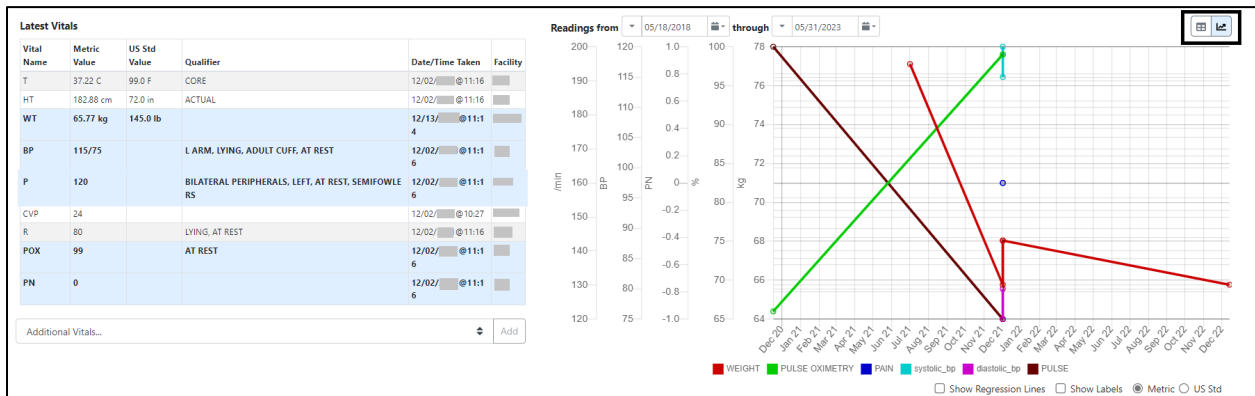 Latest Vitals
Vital Name Metric Value US Std Value Qualifier Date/Time Taken Facility
T 37.22 C 99.0 F CORE 12/02/ @11:16
HT 182.88 cm 72.0 in ACTUAL 12/02/ @11:16
WT 65.77 kg 145.0 lb 12/13/ @11:1
4
BP 115/75 L ARM, LYING, ADULT CUFF, AT REST 12/02/ @11:1
6
P 120 BILATERAL PERIPHERALS, LEFT, AT REST, SEMIFOWLE 12/02/ @11:1
RS 6
CVP 24 12/02/ @10:27
R 80 LYING, AT REST 12/02/ @11:16
POX 99 AT REST 12/02/ @11:1
6
PN 0 12/02/ @11:1
6
Additional Vitals... Add
Readings from 05/18/2018 through 05/31/2023
200 120 1.0 100 78
190 115 0.8 95 76
180 110 0.6 90 74
170 105 0.4 85 72
160 100 0.2 80 70
150 95 0 75 68
140 90 -0.2 70 66
130 85 -0.4 65 64
120 80 -0.6
75 -0.8
-1.0
/min BP PN % kg
Dec 20 Jan 21 Feb 21 Mar 21 Apr 21 May 21 Jun 21 Jul 21 Aug 21 Sep 21 Oct 21 Nov 21 Dec 21 Jan 22 Feb 22 Mar 22 Apr 22 May 22 Jun 22 Jul 22 Aug 22 Sep 22 Oct 22 Nov 22 Dec 22
WEIGHT PULSE OXIMETRY PAIN systolic_bp diastolic_bp PULSE
Show Regression Lines Show Labels Metric US Std